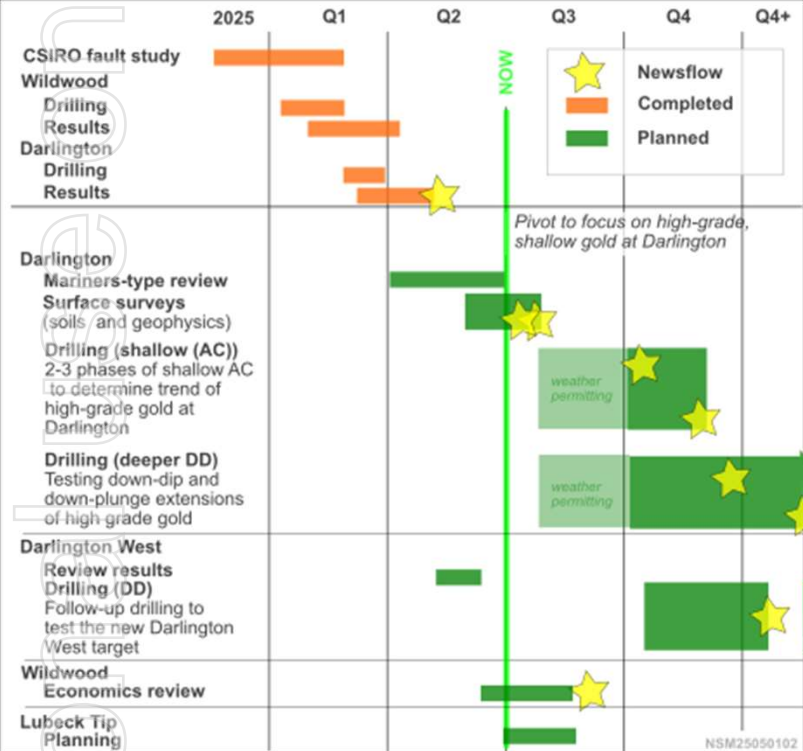 2025 Q1 Q2 Q3 Q4 Q4+
CSIRO fault study
Wildwood
Drilling
Results
Darlington
Drilling
Results
NOW
Newsflow
Completed
Planned
Pivot to focus on high-grade,
shallow gold at Darlington
Darlington
Mariners-type review
Surface surveys
(soils and geophysics)
Drilling (shallow (AC))
2-3 phases of shallow AC
to determine trend of
high-grade gold at
Darlington
weather
permitting
Drilling (deeper DD)
Testing down-dip and
down-plunge extensions
of high grade gold
weather
permitting
Darlington West
Review results
Drilling (DD)
Follow-up drilling to
test the new Darlington
West target
Wildwood
Economics review
Lubeck Tip
Planning
NSM25050102
onal use on